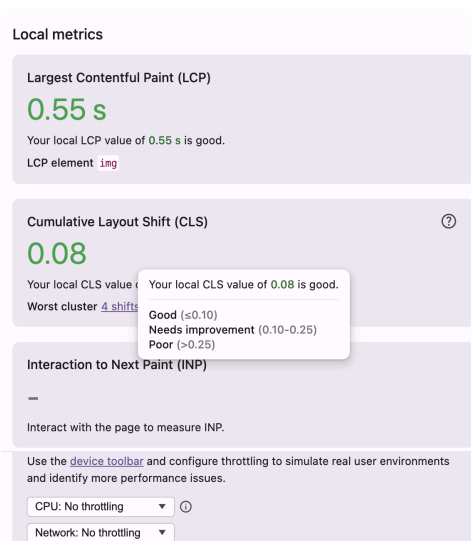 Local metrics
Largest Contentful Paint (LCP)
0.55 s
Your local LCP value of 0.55 s is good.
LCP element img
Cumulative Layout Shift (CLS)
0.08
Your local CLS value
Worst cluster 4 shifts
Your local CLS value of 0.08 is good.
Good (≤0.10)
Needs improvement (0.10-0.25)
Poor (>0.25)
Interaction to Next Paint (INP)
-
Interact with the page to measure INP.
Use the device toolbar and configure throttling to simulate real user environments
and identify more performance issues.
CPU: No throttling
Network: No throttling